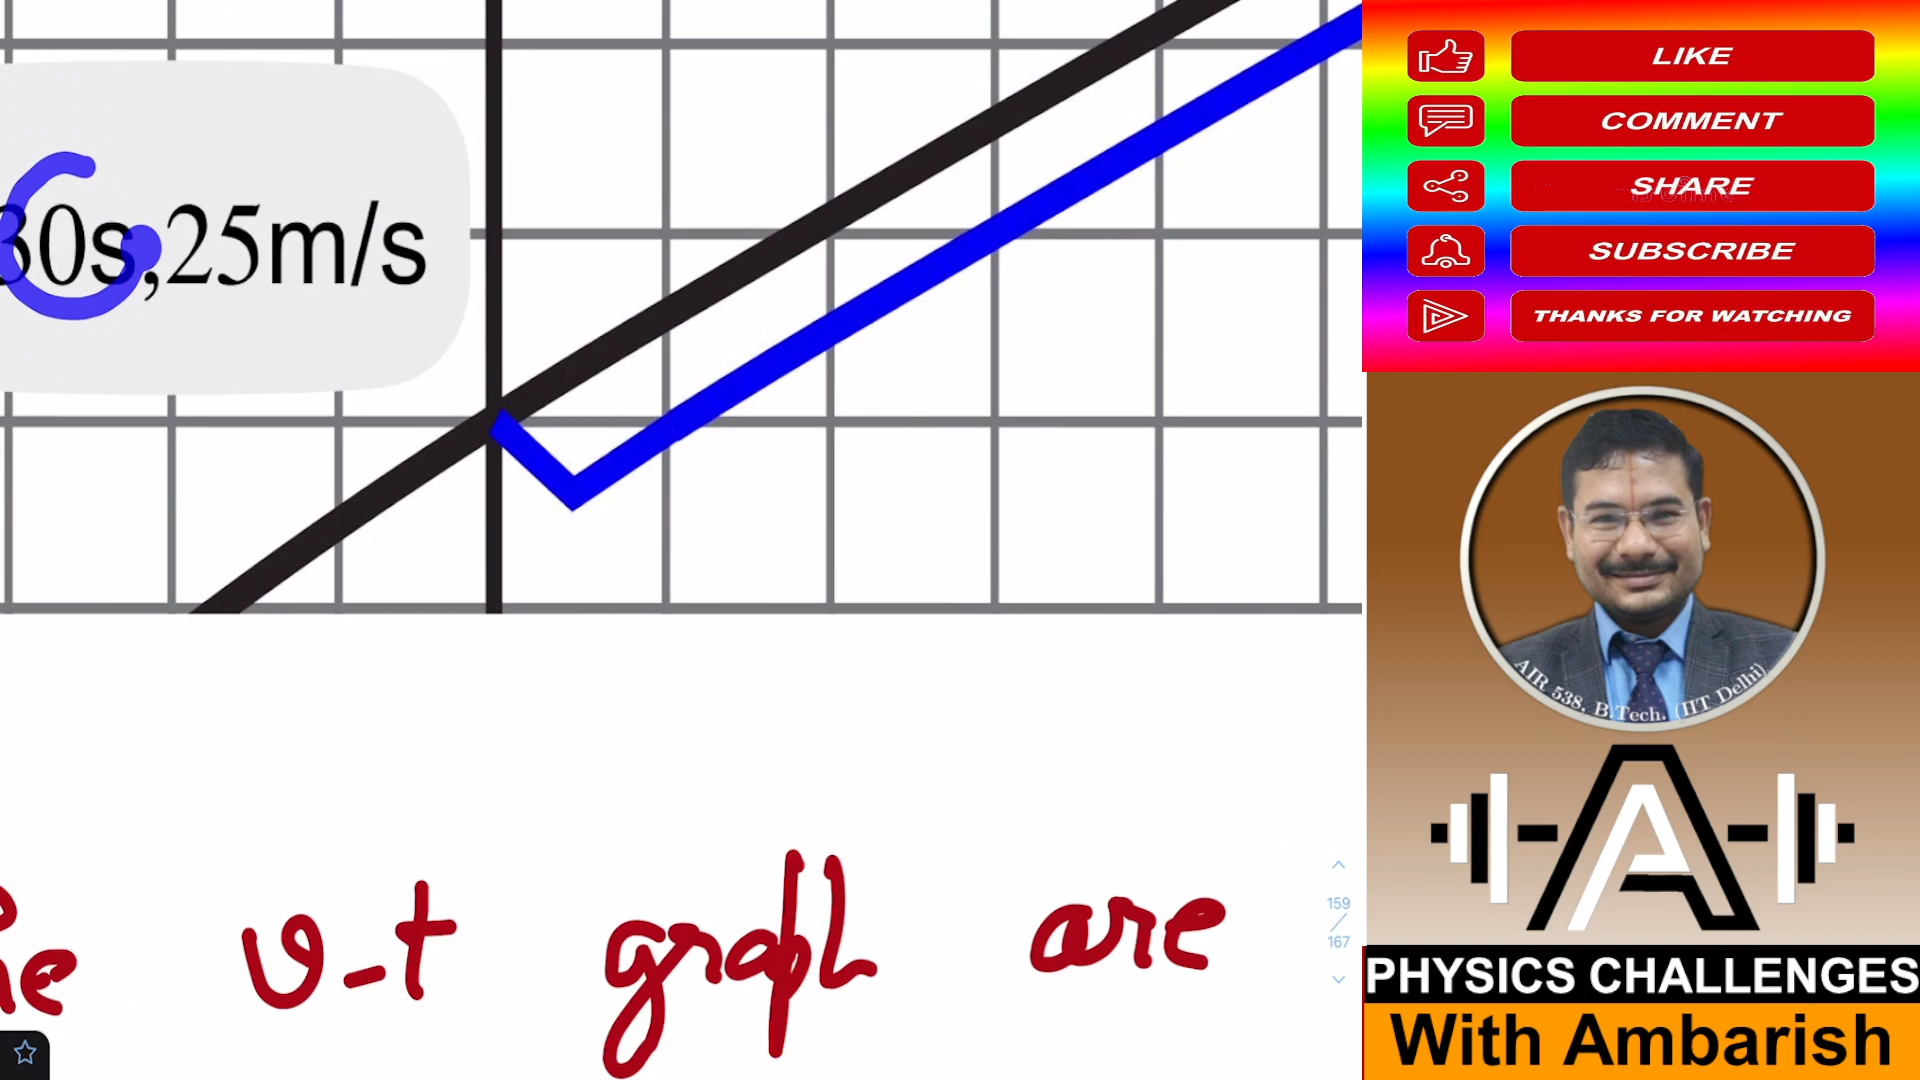 30s,25m/s
v-t graph are
159
167
LIKE
COMMENT
SHARE
SUBSCRIBE
THANKS FOR WATCHING
AIR 538, B.Tech. (IIT Delhi)
A
PHYSICS CHALLENGES
With Ambarish